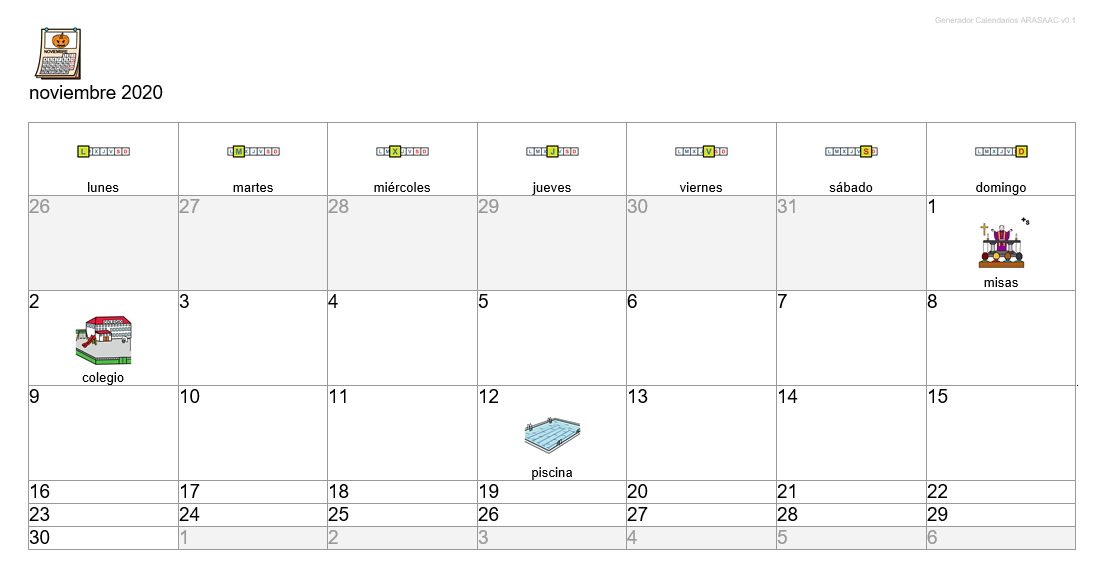 Generador Calendarios ARASAAC v0.1
NOVIEMBRE
noviembre 2020
L X J V S D
L M X J V S D
L M X J V S D
L M X J V S D
L M X J V S D
L M X J V S D
L M X J V D
lunes martes miércoles jueves viernes sábado domingo
26 27 28 29 30 31 1
+s
misas
2 3 4 5 6 7 8
COLEGIO
colegio
9 10 11 12 13 14 15
piscina
16 17 18 19 20 21 22
23 24 25 26 27 28 29
30 1 2 3 4 5 6